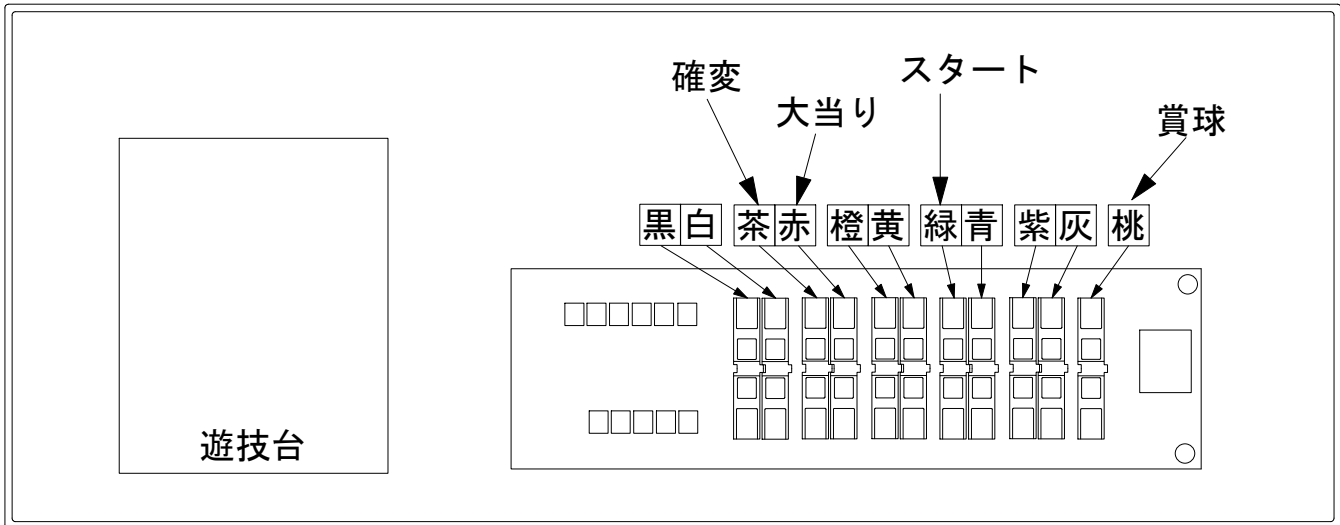 スタート
確変
大当り
賞球
黒白 茶赤 橙黄 緑青 紫灰 桃
遊技台